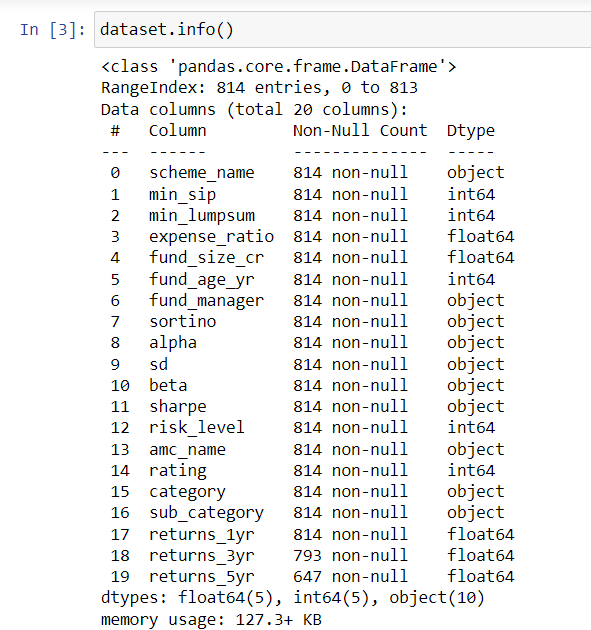 In [3]: dataset.info()
<class 'pandas.core.frame.DataFrame'>
RangeIndex: 814 entries, 0 to 813
Data columns (total 20 columns):
 #   Column         Non-Null Count  Dtype
---  ------         --------------  -----
 0   scheme_name    814 non-null    object
 1   min_sip        814 non-null    int64
 2   min_lumpsum    814 non-null    int64
 3   expense_ratio  814 non-null    float64
 4   fund_size_cr   814 non-null    float64
 5   fund_age_yr    814 non-null    int64
 6   fund_manager   814 non-null    object
 7   sortino        814 non-null    object
 8   alpha          814 non-null    object
 9   sd             814 non-null    object
 10  beta           814 non-null    object
 11  sharpe         814 non-null    object
 12  risk_level     814 non-null    int64
 13  amc_name       814 non-null    object
 14  rating         814 non-null    int64
 15  category       814 non-null    object
 16  sub_category   814 non-null    object
 17  returns_1yr    814 non-null    float64
 18  returns_3yr    793 non-null    float64
 19  returns_5yr    647 non-null    float64
dtypes: float64(5), int64(5), object(10)
memory usage: 127.3+ KB